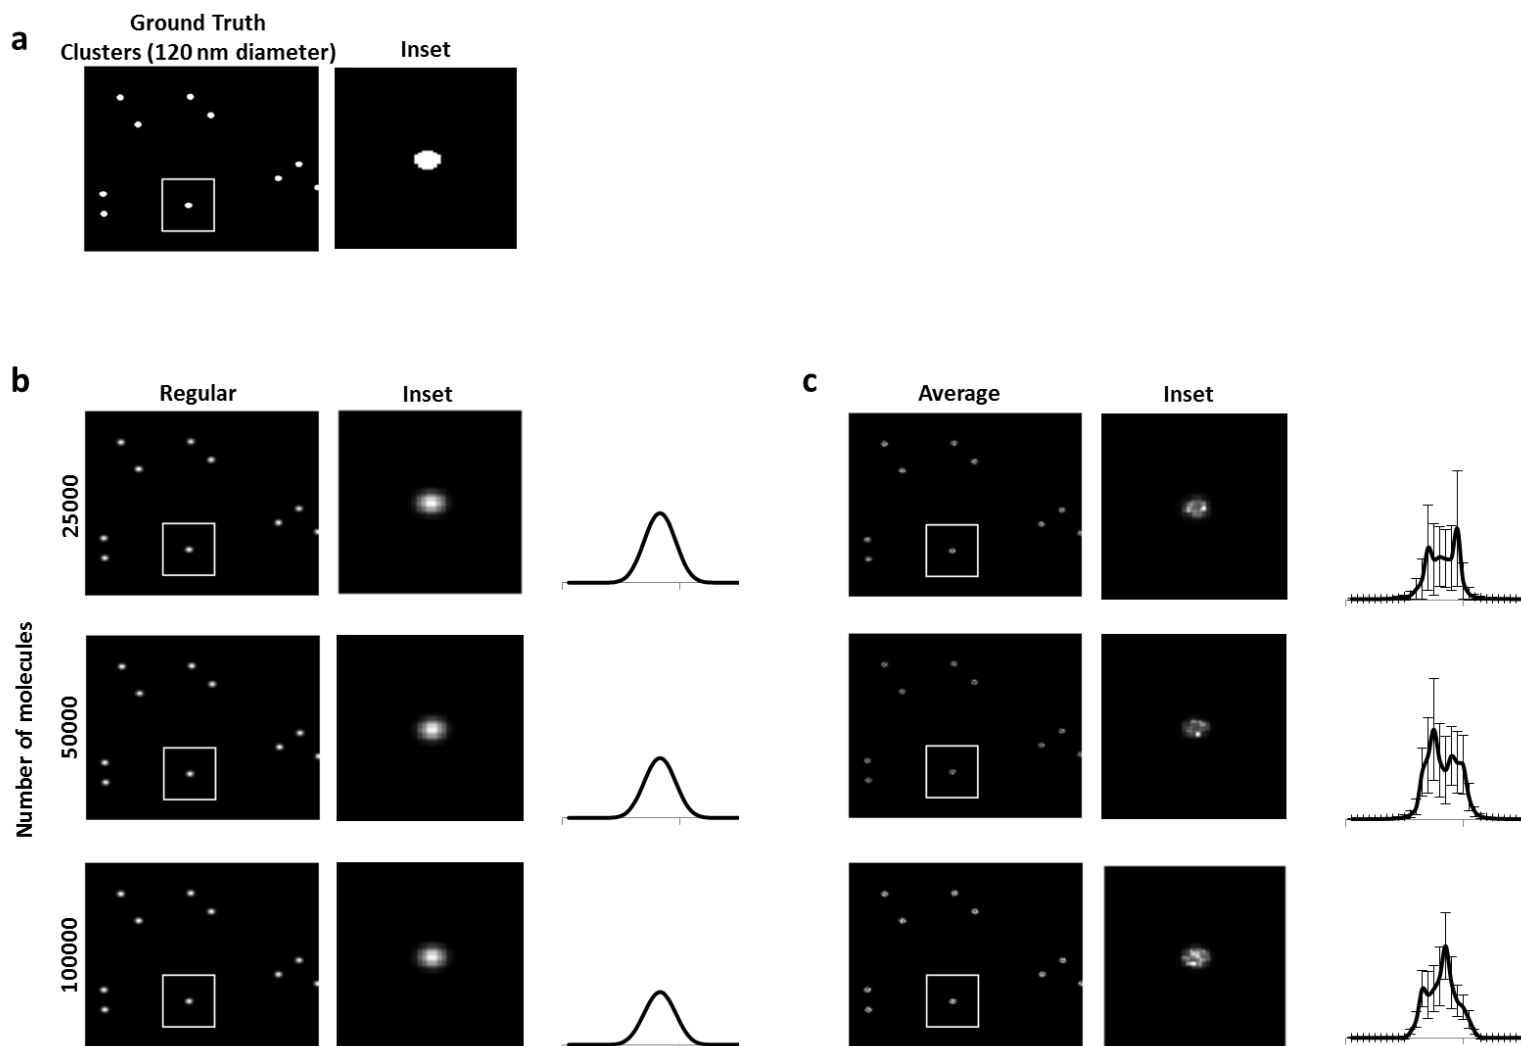 a
Ground Truth
Clusters (120 nm diameter)
Inset
b
Regular
Inset
c
Average
Inset
Number of molecules
25000
50000
100000